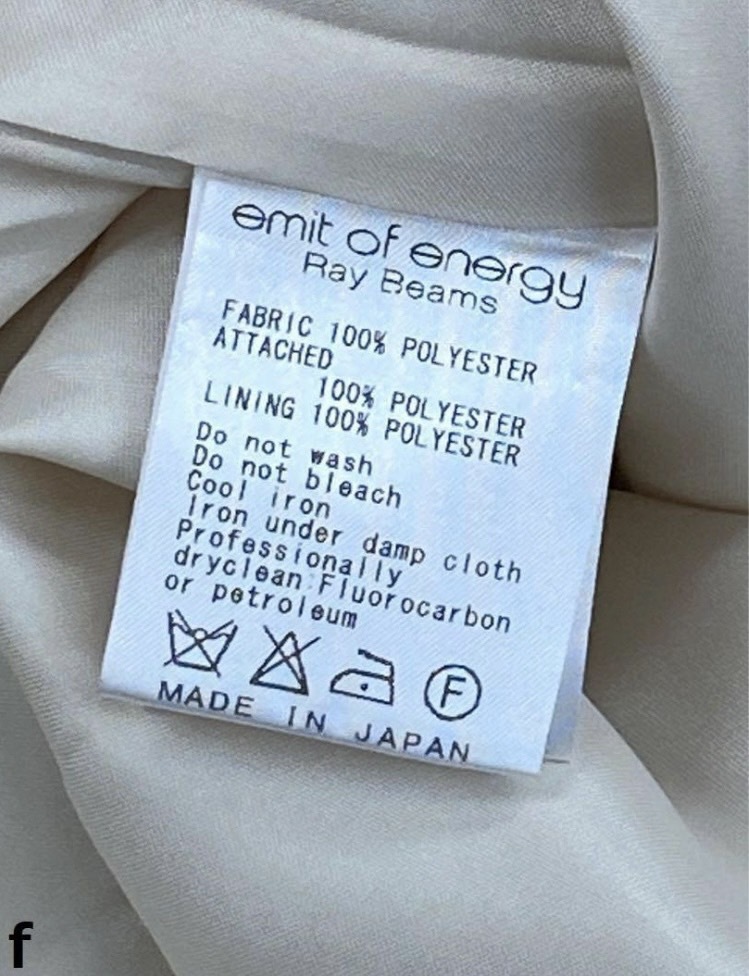 emit of energy
Ray Beams
FABRIC 100% POLYESTER
ATTACHED
100% POLYESTER
LINING 100% POLYESTER
Do not wash
Do not bleach
Cool iron
Iron under damp cloth
Professionally
dryclean:Fluorocarbon
or petroleum
F
MADE IN JAPAN
f